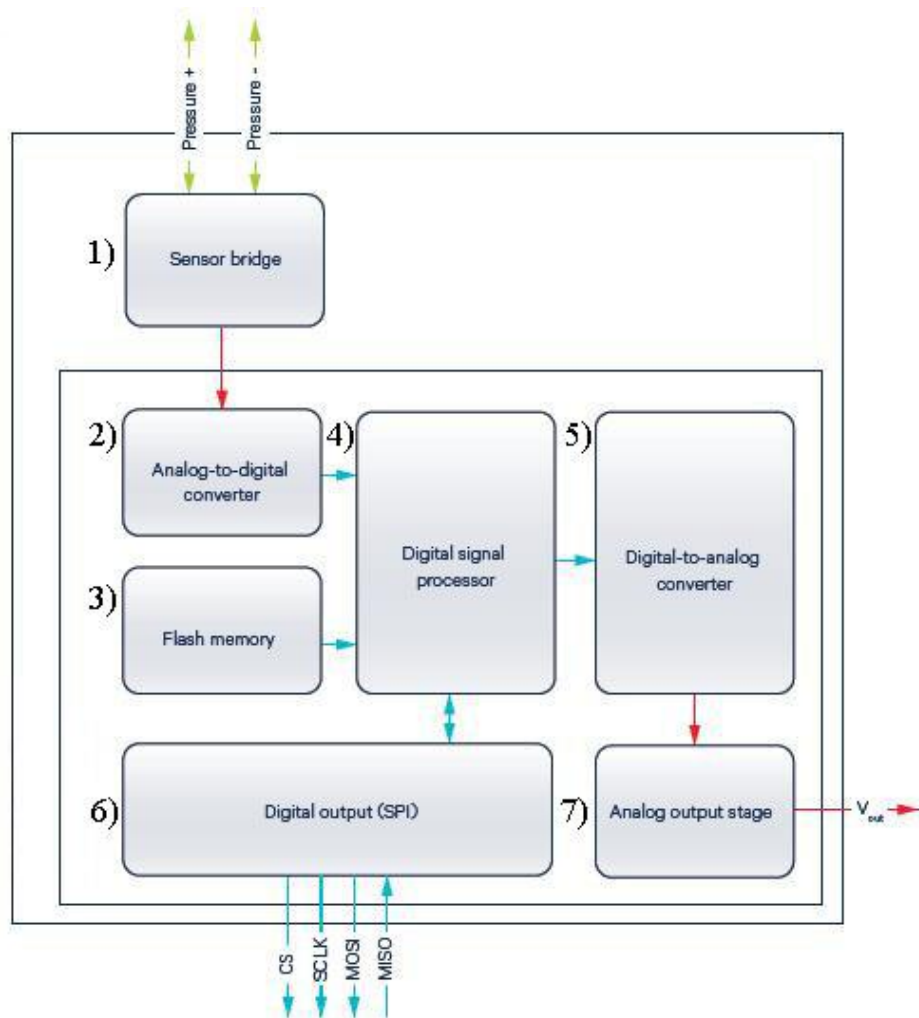 Pressure +
Pressure -
1)
Sensor bridge
2)
Analog-to-digital
converter
3)
Flash memory
4)
Digital signal
processor
5)
Digital-to-analog
converter
6)
Digital output (SPI)
7)
Analog output stage
Vout
CS
SCLK
MOSI
MISO